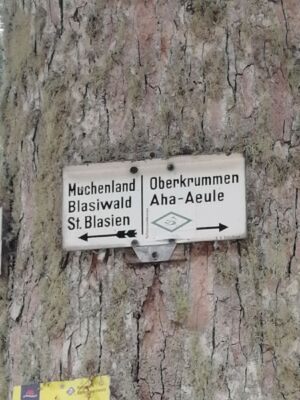 Muchenland
Blasiwald
St. Blasien
Oberkrummen
Aha-Aeule